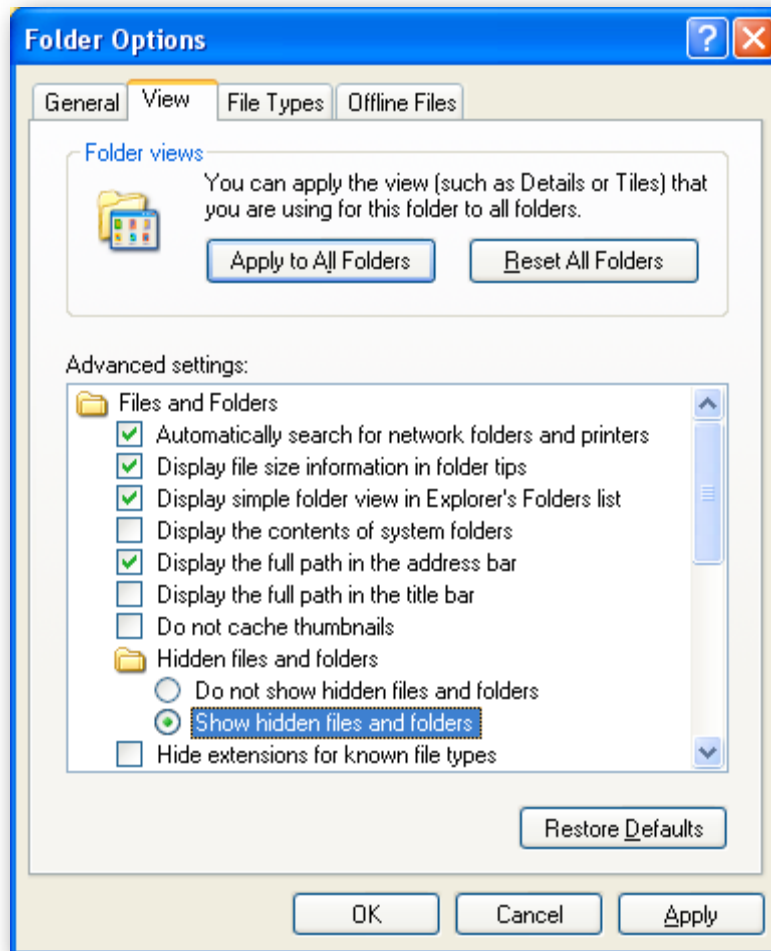 Folder Options
General
View
File Types
Offline Files
Folder views
You can apply the view (such as Details or Tiles) that
you are using for this folder to all folders.
Apply to All Folders
Reset All Folders
Advanced settings:
Files and Folders
Automatically search for network folders and printers
Display file size information in folder tips
Display simple folder view in Explorer's Folders list
Display the contents of system folders
Display the full path in the address bar
Display the full path in the title bar
Do not cache thumbnails
Hidden files and folders
Do not show hidden files and folders
Show hidden files and folders
Hide extensions for known file types
Restore Defaults
OK
Cancel
Apply